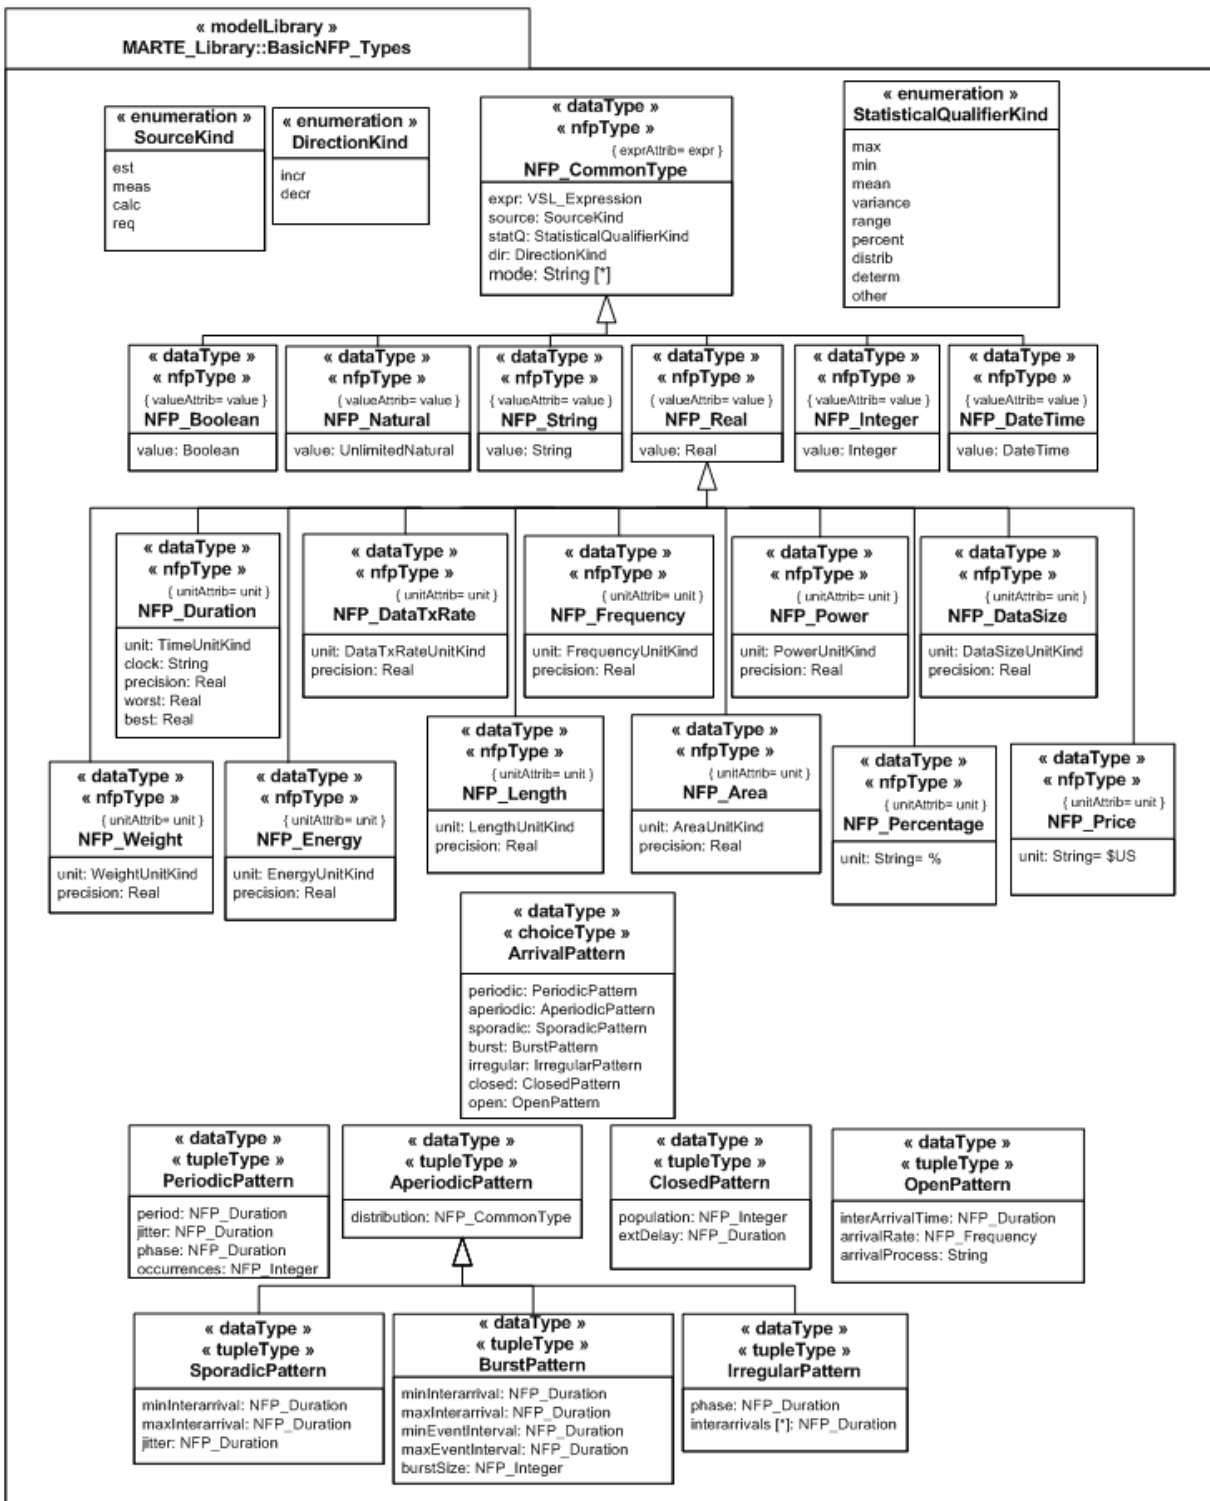 « modelLibrary »
MARTE_Library::BasicNFP_Types
« enumeration »
SourceKind
est
meas
calc
req
« enumeration »
DirectionKind
incr
decr
« dataType »
« nfpType »
{ exprAttrib= expr }
NFP_CommonType
expr: VSL_Expression
source: SourceKind
statQ: StatisticalQualifierKind
dir: DirectionKind
mode: String [*]
« enumeration »
StatisticalQualifierKind
max
min
mean
variance
range
percent
distrib
determ
other
« dataType »
« nfpType »
{ valueAttrib= value }
NFP_Boolean
value: Boolean
« dataType »
« nfpType »
{ valueAttrib= value }
NFP_Natural
value: UnlimitedNatural
« dataType »
« nfpType »
{ valueAttrib= value }
NFP_String
value: String
« dataType »
« nfpType »
{ valueAttrib= value }
NFP_Real
value: Real
« dataType »
« nfpType »
{ valueAttrib= value }
NFP_Integer
value: Integer
« dataType »
« nfpType »
{ valueAttrib= value }
NFP_DateTime
value: DateTime
« dataType »
« nfpType »
{ unitAttrib= unit }
NFP_Duration
unit: TimeUnitKind
clock: String
precision: Real
worst: Real
best: Real
« dataType »
« nfpType »
{ unitAttrib= unit }
NFP_DataTxRate
unit: DataTxRateUnitKind
precision: Real
« dataType »
« nfpType »
{ unitAttrib= unit }
NFP_Frequency
unit: FrequencyUnitKind
precision: Real
« dataType »
« nfpType »
{ unitAttrib= unit }
NFP_Power
unit: PowerUnitKind
precision: Real
« dataType »
« nfpType »
{ unitAttrib= unit }
NFP_DataSize
unit: DataSizeUnitKind
precision: Real
« dataType »
« nfpType »
{ unitAttrib= unit }
NFP_Weight
unit: WeightUnitKind
precision: Real
« dataType »
« nfpType »
{ unitAttrib= unit }
NFP_Energy
unit: EnergyUnitKind
precision: Real
« dataType »
« nfpType »
{ unitAttrib= unit }
NFP_Length
unit: LengthUnitKind
precision: Real
« dataType »
« nfpType »
{ unitAttrib= unit }
NFP_Area
unit: AreaUnitKind
precision: Real
« dataType »
« nfpType »
{ unitAttrib= unit }
NFP_Percentage
unit: String= %
« dataType »
« nfpType »
{ unitAttrib= unit }
NFP_Price
unit: String= $US
« dataType »
« choiceType »
ArrivalPattern
periodic: PeriodicPattern
aperiodic: AperiodicPattern
sporadic: SporadicPattern
burst: BurstPattern
irregular: IrregularPattern
closed: ClosedPattern
open: OpenPattern
« dataType »
« tupleType »
PeriodicPattern
period: NFP_Duration
jitter: NFP_Duration
phase: NFP_Duration
occurrences: NFP_Integer
« dataType »
« tupleType »
AperiodicPattern
distribution: NFP_CommonType
« dataType »
« tupleType »
ClosedPattern
population: NFP_Integer
extDelay: NFP_Duration
« dataType »
« tupleType »
OpenPattern
interArrivalTime: NFP_Duration
arrivalRate: NFP_Frequency
arrivalProcess: String
« dataType »
« tupleType »
SporadicPattern
minInterarrival: NFP_Duration
maxInterarrival: NFP_Duration
jitter: NFP_Duration
« dataType »
« tupleType »
BurstPattern
minInterarrival: NFP_Duration
maxInterarrival: NFP_Duration
minEventInterval: NFP_Duration
maxEventInterval: NFP_Duration
burstSize: NFP_Integer
« dataType »
« tupleType »
IrregularPattern
phase: NFP_Duration
interarrivals [*]: NFP_Duration